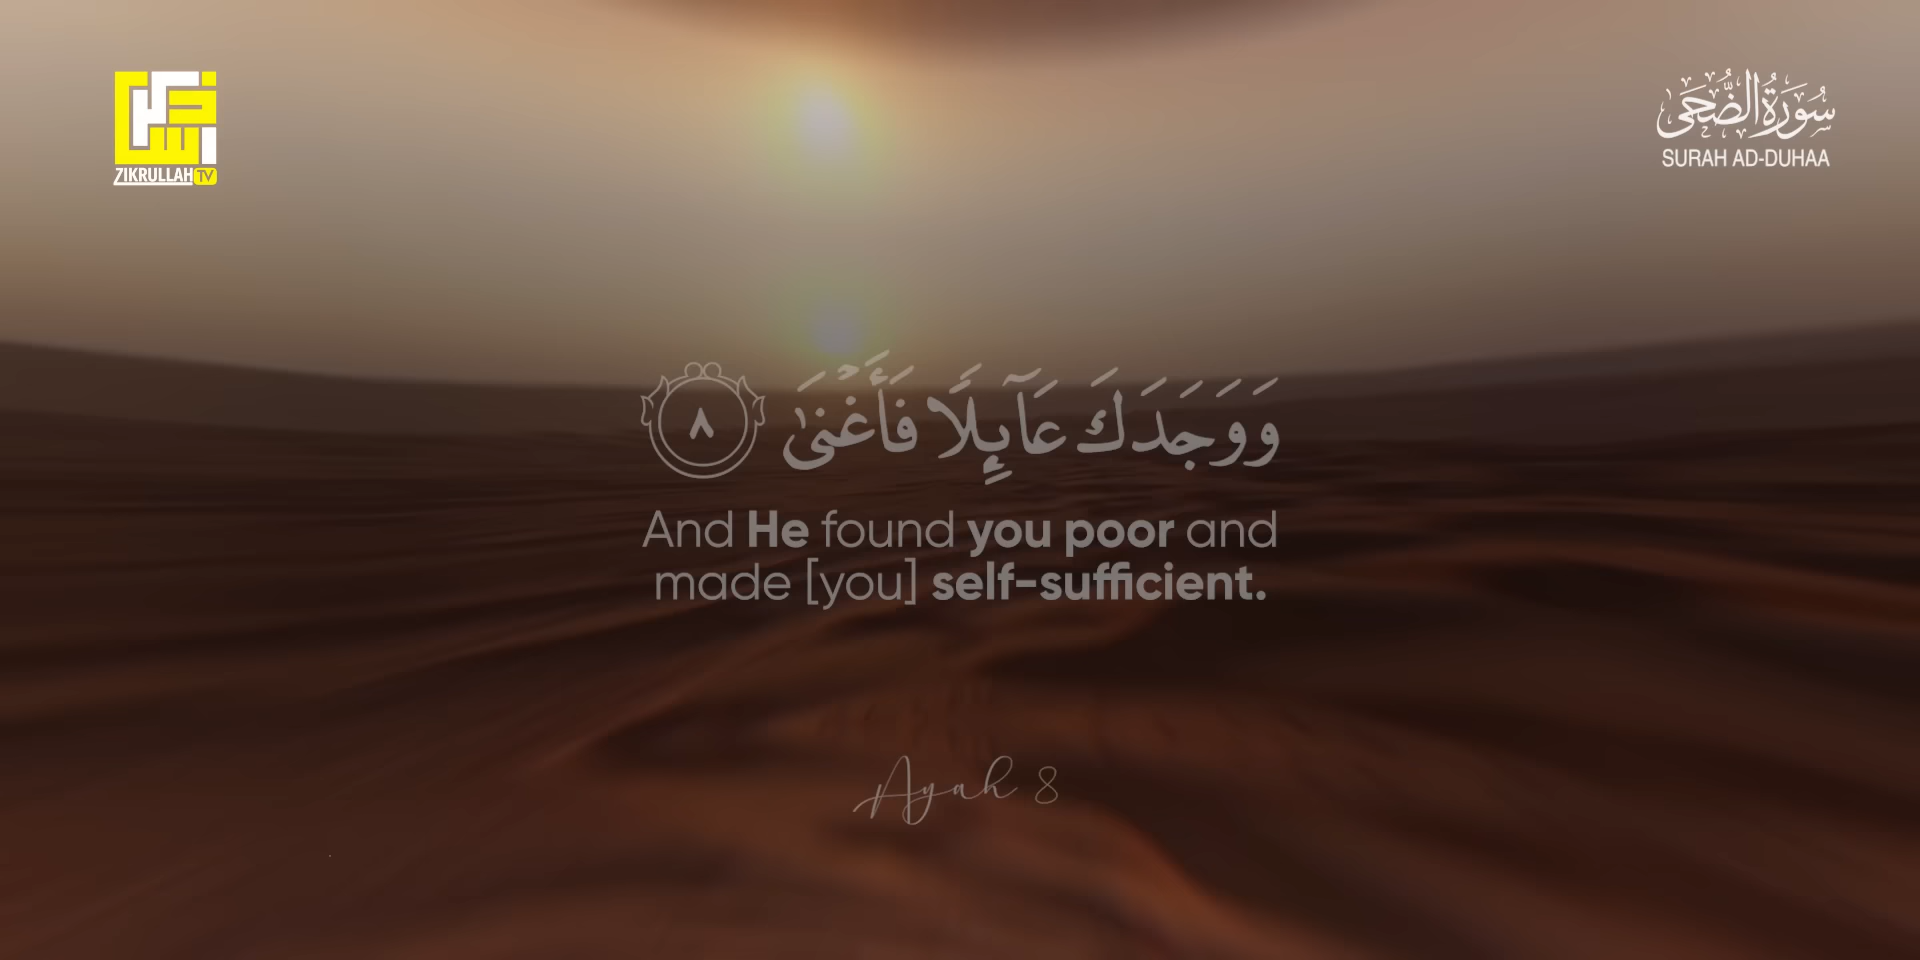 ZIKRULLAH TV
سُورَةُ الضُّحَى
SURAH AD-DUHAA
وَوَجَدَكَ عَآئِلًا فَأَغْنَىٰ ٨
And He found you poor and
made [you] self-sufficient.
Ayah 8